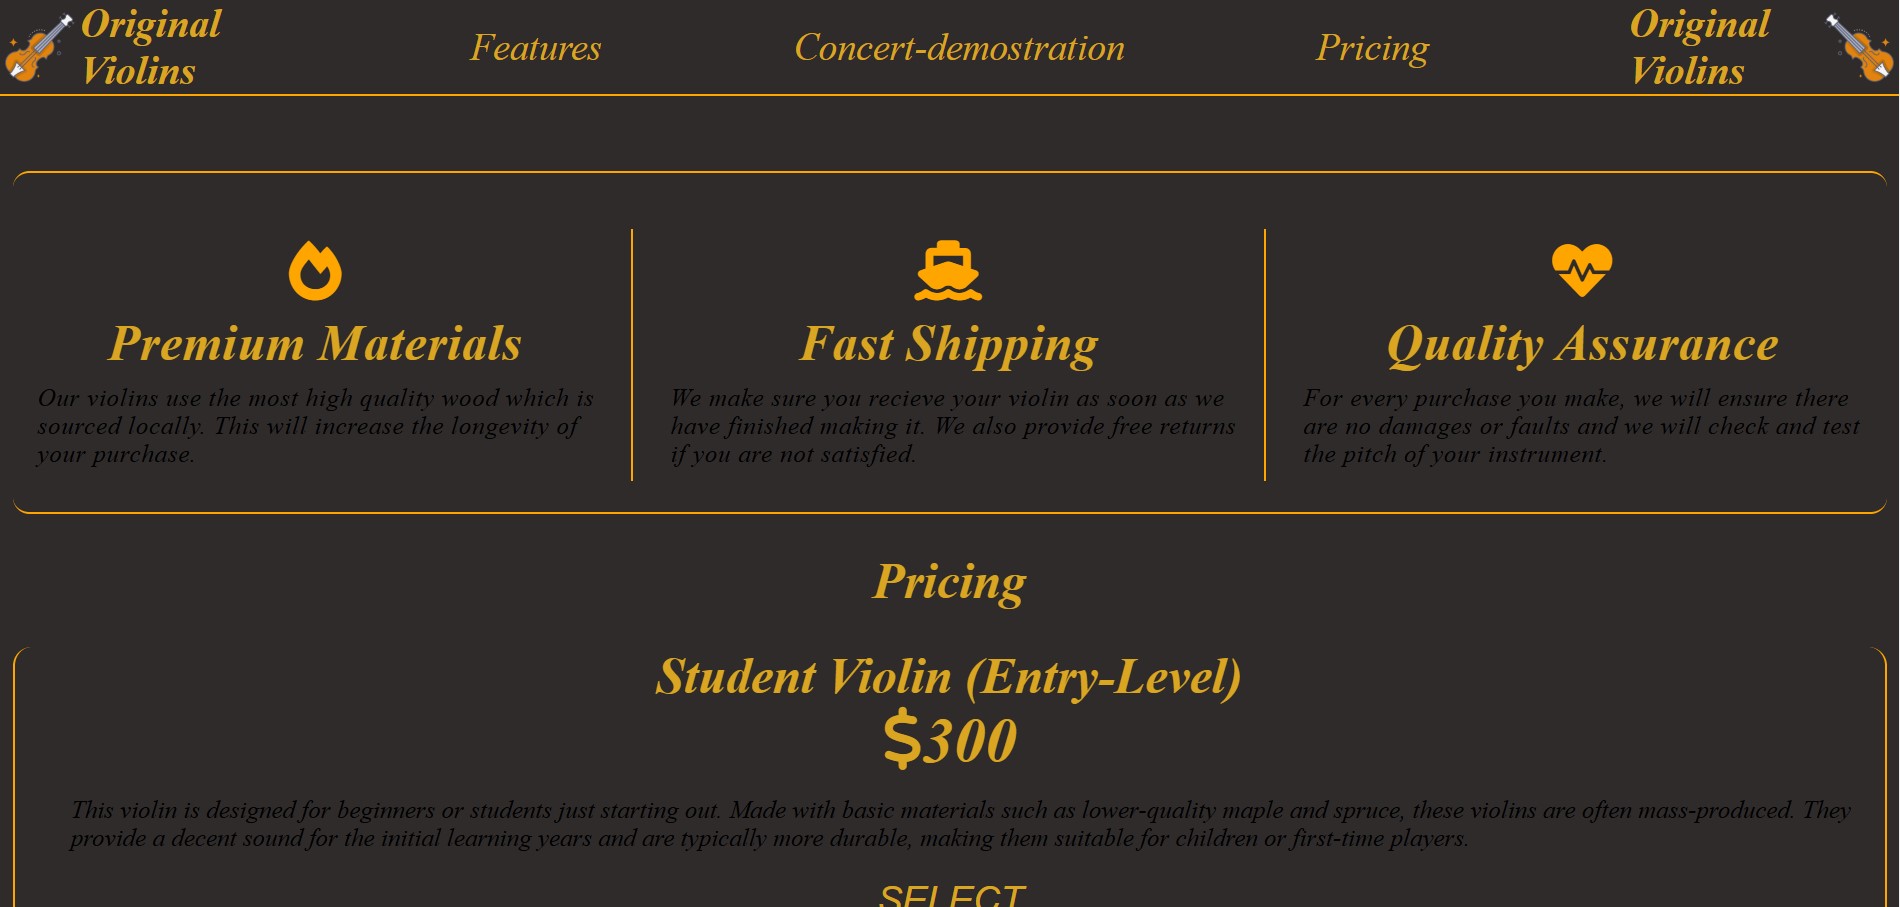 Original
Violins
Features
Concert-demostration
Pricing
Original
Violins
Premium Materials
Our violins use the most high quality wood which is
sourced locally. This will increase the longevity of
your purchase.
Fast Shipping
We make sure you recieve your violin as soon as we
have finished making it. We also provide free returns
if you are not satisfied.
Quality Assurance
For every purchase you make, we will ensure there
are no damages or faults and we will check and test
the pitch of your instrument.
Pricing
Student Violin (Entry-Level)
$300
This violin is designed for beginners or students just starting out. Made with basic materials such as lower-quality maple and spruce, these violins are often mass-produced. They
provide a decent sound for the initial learning years and are typically more durable, making them suitable for children or first-time players.
SELECT